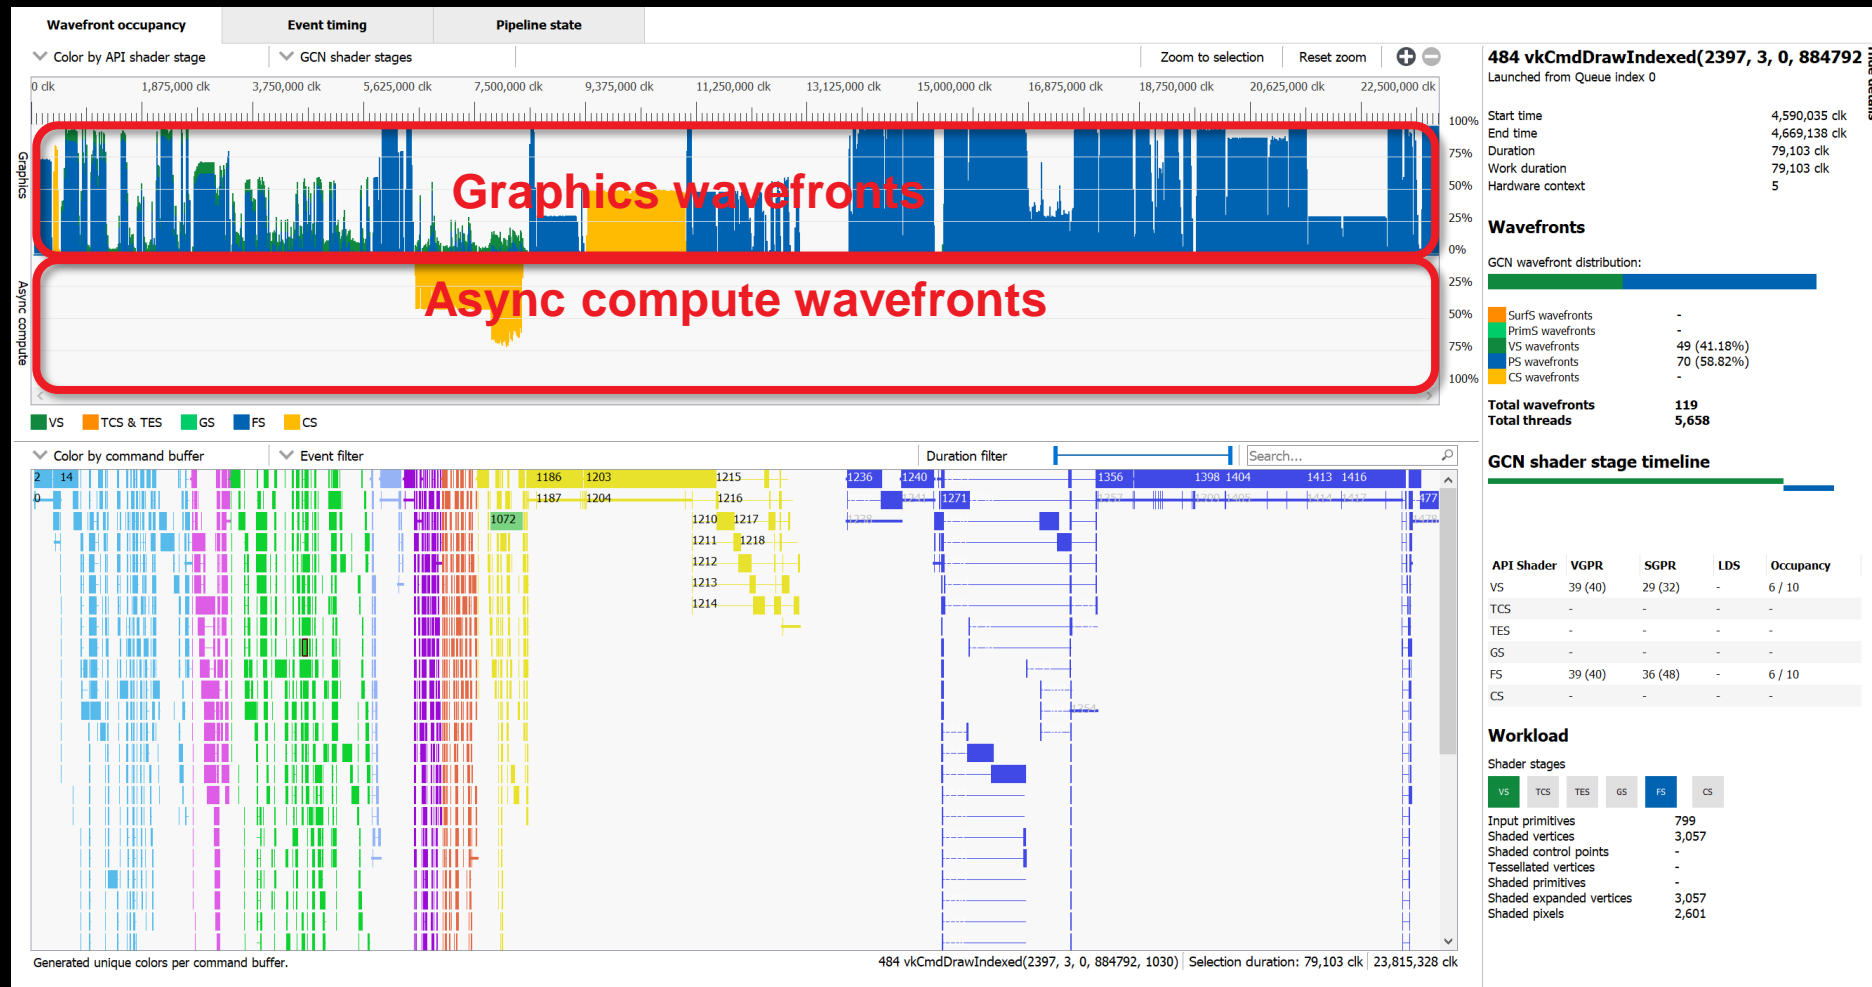 Wavefront occupancy
Event timing
Pipeline state
Color by API shader stage
GCN shader stages
Zoom to selection
Reset zoom
0 clk
1,875,000 clk
3,750,000 clk
5,625,000 clk
7,500,000 clk
9,375,000 clk
11,250,000 clk
13,125,000 clk
15,000,000 clk
16,875,000 clk
18,750,000 clk
20,625,000 clk
22,500,000 clk
Graphics
Graphics wavefronts
100%
75%
50%
25%
0%
Async compute
Async compute wavefronts
25%
50%
75%
100%
VS
TCS & TES
GS
FS
CS
Color by command buffer
Event filter
Duration filter
Search...
2 14 1186 1203 1215 1236 1240 1356 1398 1404 1413 1416
0 1187 1204 1216 1241 1271 1357 1414 1417 477
1072 1210 1217 1238 1478
1211 1218
1212
1213
1214
1254
Generated unique colors per command buffer.
484 vkCmdDrawIndexed(2397, 3, 0, 884792, 1030)
Selection duration: 79,103 clk
23,815,328 clk
484 vkCmdDrawIndexed(2397, 3, 0, 884792
Launched from Queue index 0
Hide details
Start time 4,590,035 clk
End time 4,669,138 clk
Duration 79,103 clk
Work duration 79,103 clk
Hardware context 5
Wavefronts
GCN wavefront distribution:
SurfS wavefronts -
PrimS wavefronts -
VS wavefronts 49 (41.18%)
PS wavefronts 70 (58.82%)
CS wavefronts -
Total wavefronts 119
Total threads 5,658
GCN shader stage timeline
API Shader VGPR SGPR LDS Occupancy
VS 39 (40) 29 (32) - 6 / 10
TCS - - - -
TES - - - -
GS - - - -
FS 39 (40) 36 (48) - 6 / 10
CS - - - -
Workload
Shader stages
VS TCS TES GS FS CS
Input primitives 799
Shaded vertices 3,057
Shaded control points -
Tessellated vertices -
Shaded primitives -
Shaded expanded vertices 3,057
Shaded pixels 2,601